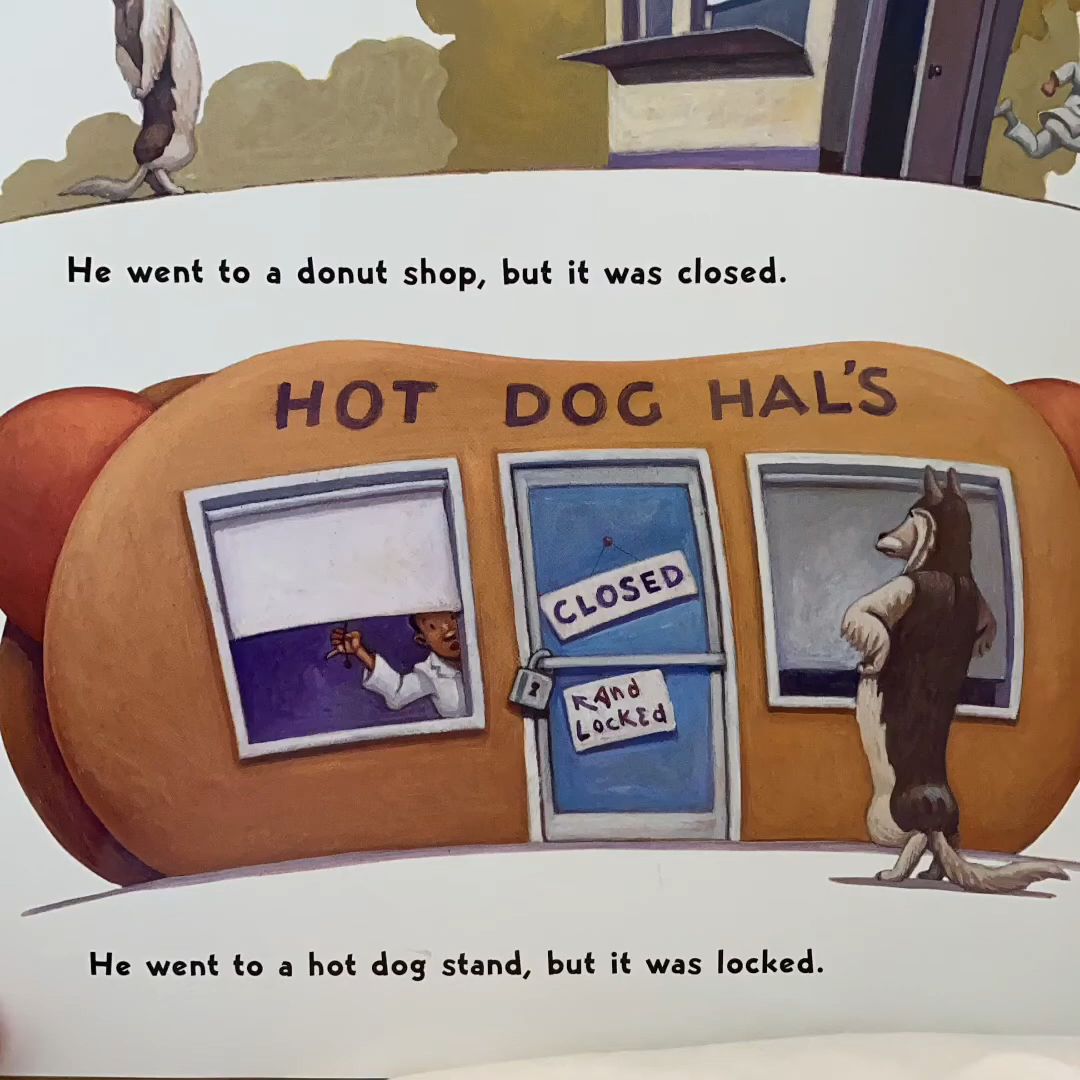 He went to a donut shop, but it was closed.
HOT DOG HAL'S
CLOSED
AND
LOCKED
He went to a hot dog stand, but it was locked.